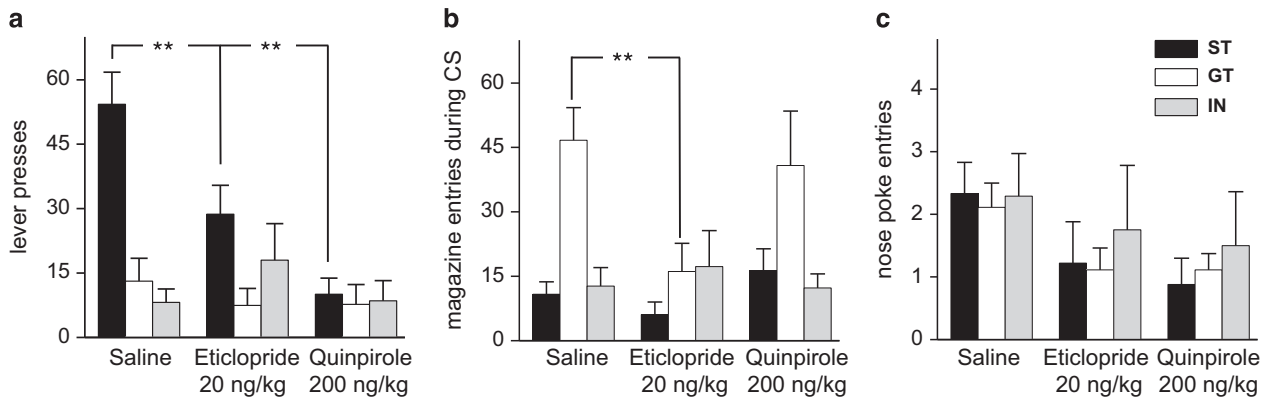 a
lever presses
60
45
30
15
0
** **
Saline Eticlopride Quinpirole
20 ng/kg 200 ng/kg
b
magazine entries during CS
60
45
30
15
0
**
Saline Eticlopride Quinpirole
20 ng/kg 200 ng/kg
c
nose poke entries
4
3
2
1
0
ST
GT
IN
Saline Eticlopride Quinpirole
20 ng/kg 200 ng/kg